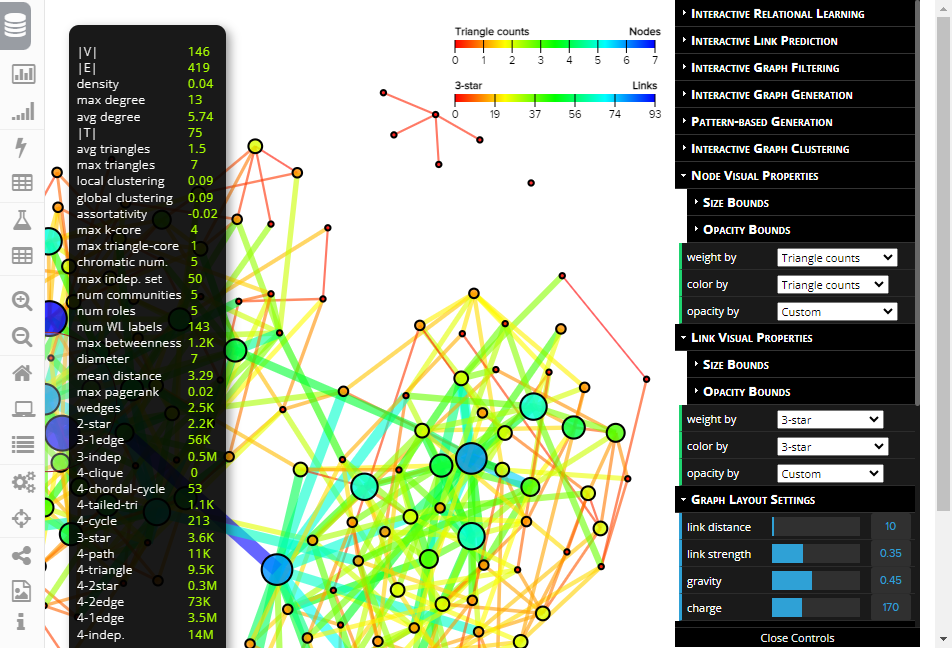 |V| 146
|E| 419
density 0.04
max degree 13
avg degree 5.74
|T| 75
avg triangles 1.5
max triangles 7
local clustering 0.09
global clustering 0.09
assortativity -0.02
max k-core 4
max triangle-core 1
chromatic num. 5
max indep. set 50
num communities 5
num roles 5
num WL labels 143
max betweenness 1.2K
diameter 7
mean distance 3.29
max pagerank 0.02
wedges 2.5K
2-star 2.2K
3-1edge 56K
3-indep 0.5M
4-clique 0
4-chordal-cycle 53
4-tailed-tri 1.1K
4-cycle 213
3-star 3.6K
4-path 11K
4-triangle 9.5K
4-2star 0.3M
4-2edge 73K
4-1edge 3.5M
4-indep. 14M
Triangle counts Nodes
0 1 2 4 5 6 7
3-star Links
0 19 37 56 74 93
Interactive Relational Learning
Interactive Link Prediction
Interactive Graph Filtering
Interactive Graph Generation
Pattern-based Generation
Interactive Graph Clustering
Node Visual Properties
Size Bounds
Opacity Bounds
weight by Triangle counts
color by Triangle counts
opacity by Custom
Link Visual Properties
Size Bounds
Opacity Bounds
weight by 3-star
color by 3-star
opacity by Custom
Graph Layout Settings
link distance 10
link strength 0.35
gravity 0.45
charge 170
Close Controls